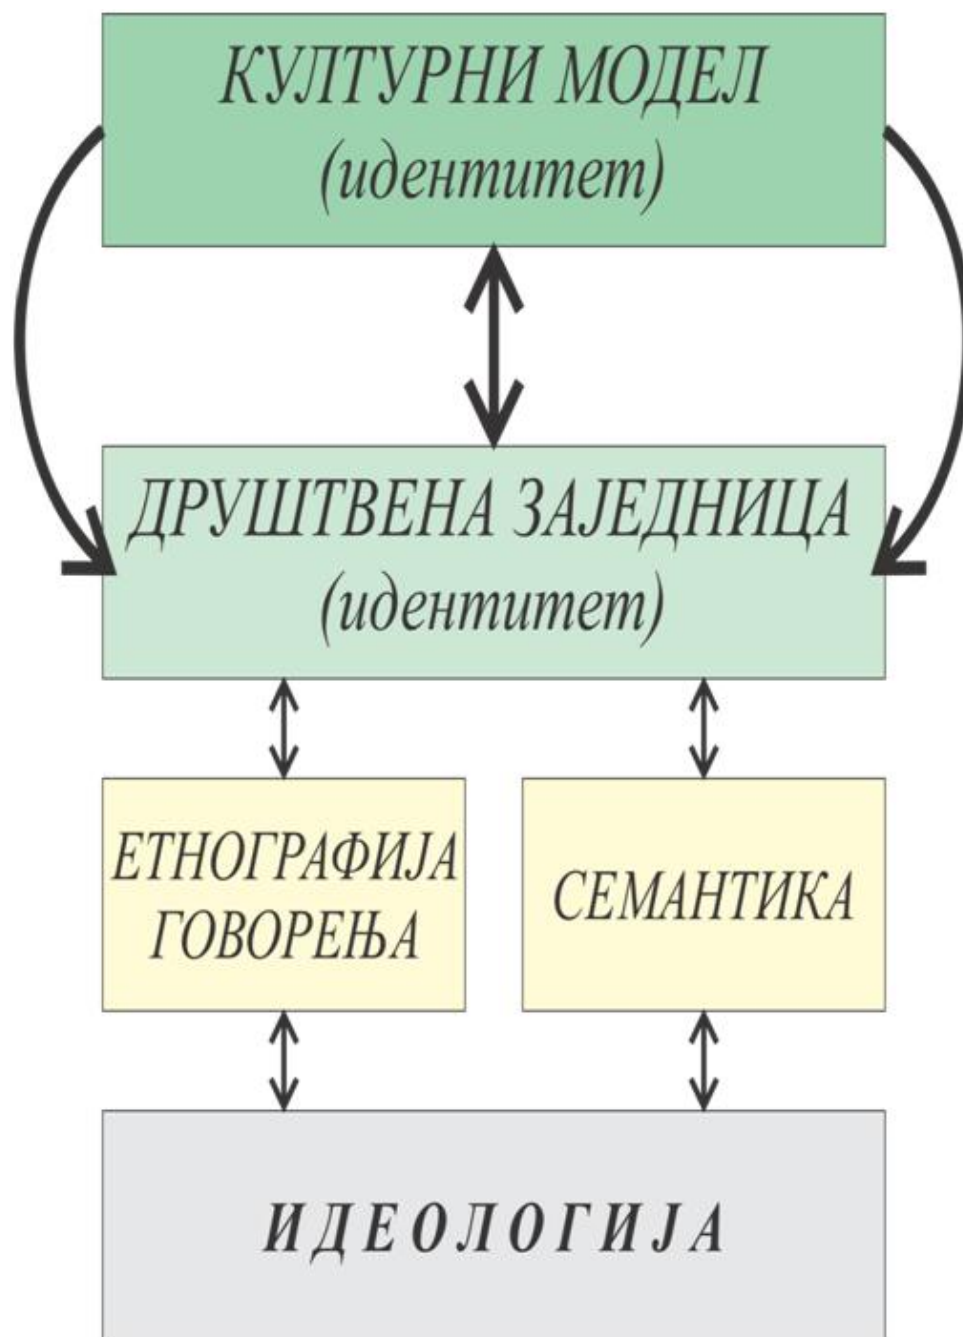 КУЛТУРНИ МОДЕЛ
(идентитет)
ДРУШТВЕНА ЗАЈЕДНИЦА
(идентитет)
ЕТНОГРАФИЈА
ГОВОРЕЊА
СЕМАНТИКА
ИДЕОЛОГИЈА